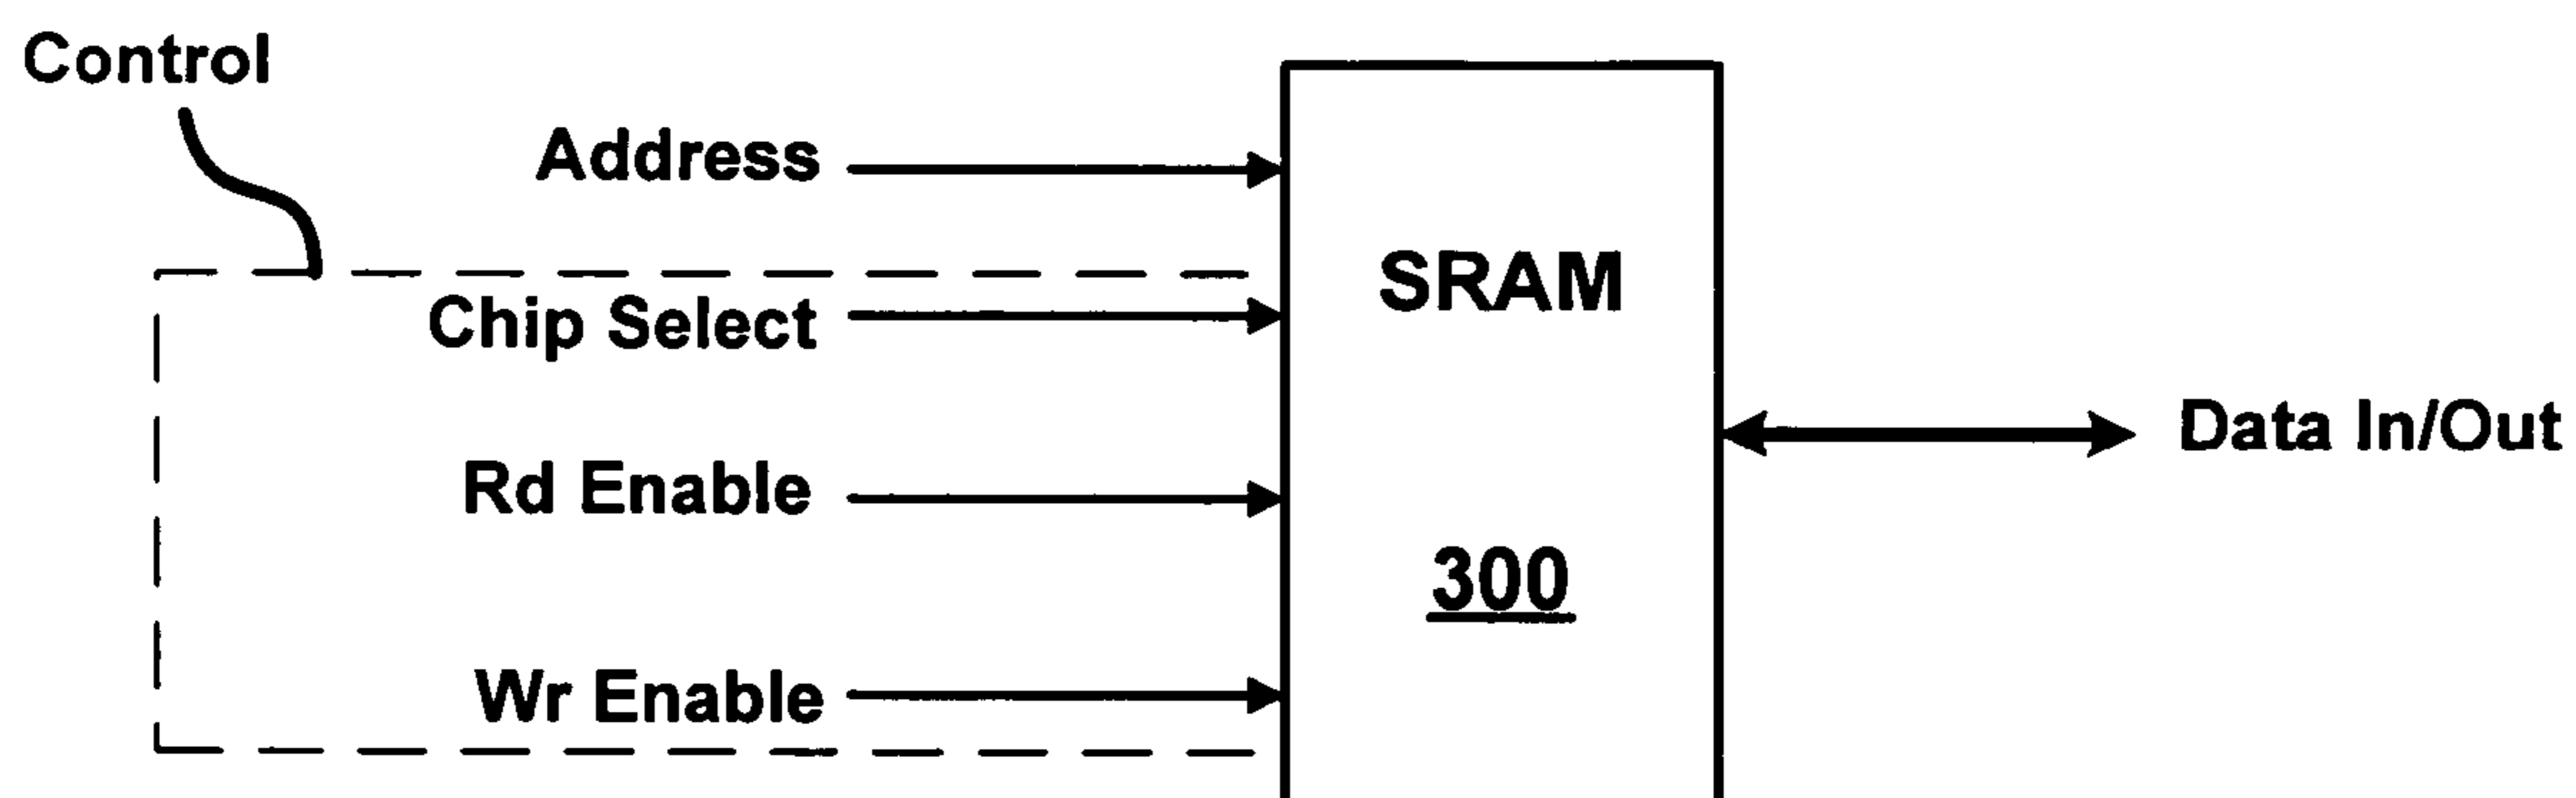 Control
Address
Chip Select
SRAM
Rd Enable
Data In/Out
300
Wr Enable